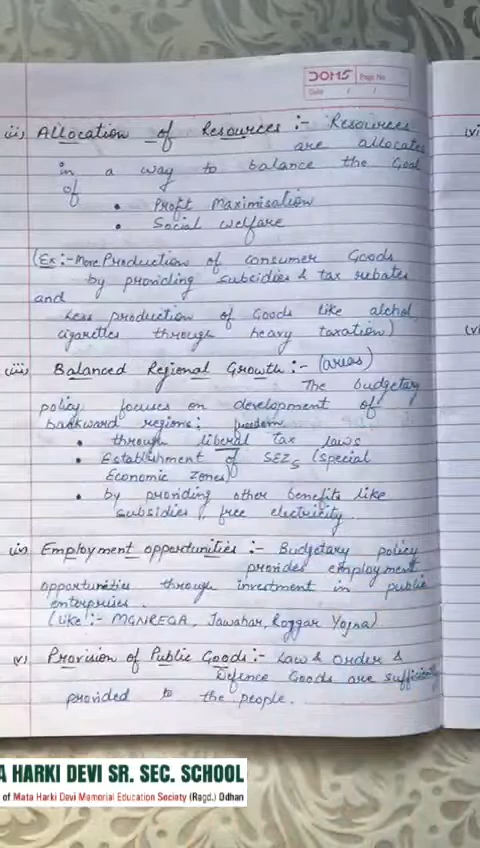 DOMS Page No.
Date / /
ii) Allocation of Resources :- Resources
are allocated
in a way to balance the Goal
of
• Profit Maximisation
• Social welfare
(Ex:- More Production of consumer Goods
by providing subsidies & tax rebates
and
Less production of Goods like alchol,
cigarettes through heavy taxation)
iii) Balanced Regional Growth :- (areas)
The budgetary
policy focuses on development of
backward regions; freedom
• through liberal tax laws
• Establishment of SEZs (Special
Economic Zones)
• by providing other benefits like
subsidies, free electricity.
iv) Employment opportunities :- Budgetary policy
provides employment
opportunities through investment in public
enterprises.
(Like :- MGNREGA, Jawahar, Rozgar Yojna)
v) Provision of Public Goods :- Law & Order &
Defence Goods are sufficiently
provided to the people.
(vi
(vi
A HARKI DEVI SR. SEC. SCHOOL
of Mata Harki Devi Memorial Education Society (Regd.) Odhan